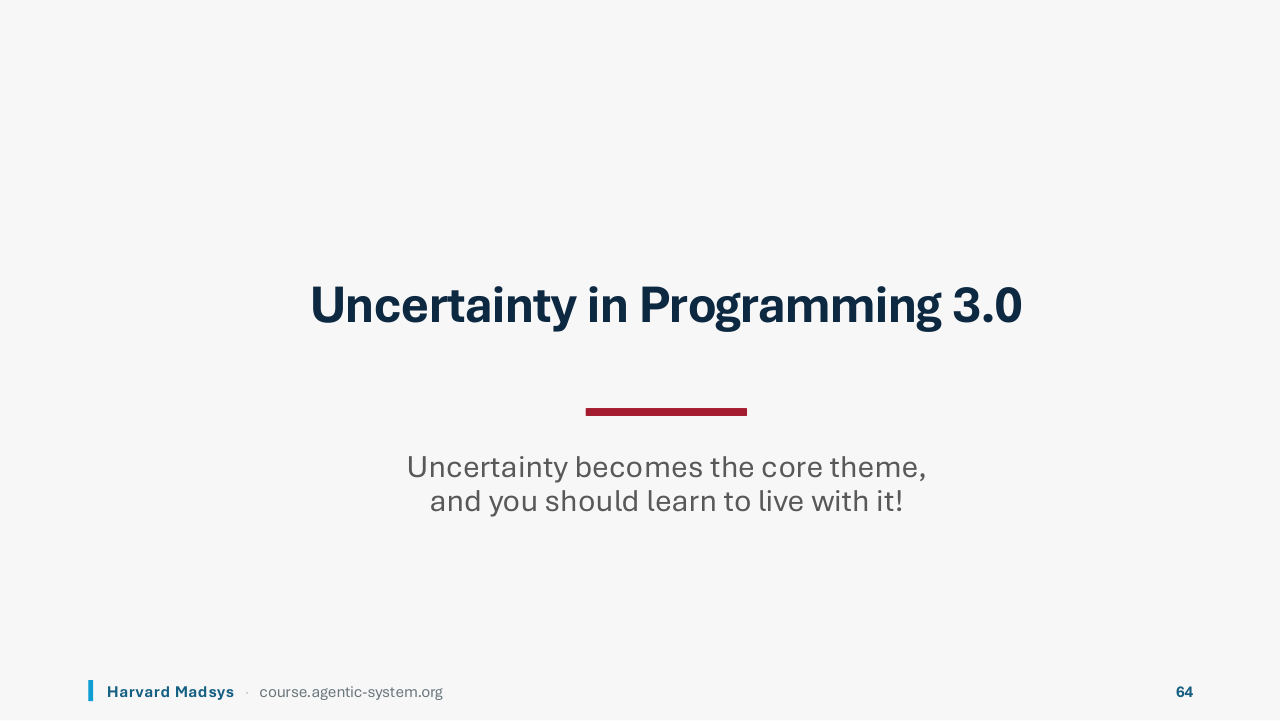 Uncertainty in Programming 3.0
Uncertainty becomes the core theme,
and you should learn to live with it!
Harvard Madsys · course.agentic-system.org
64